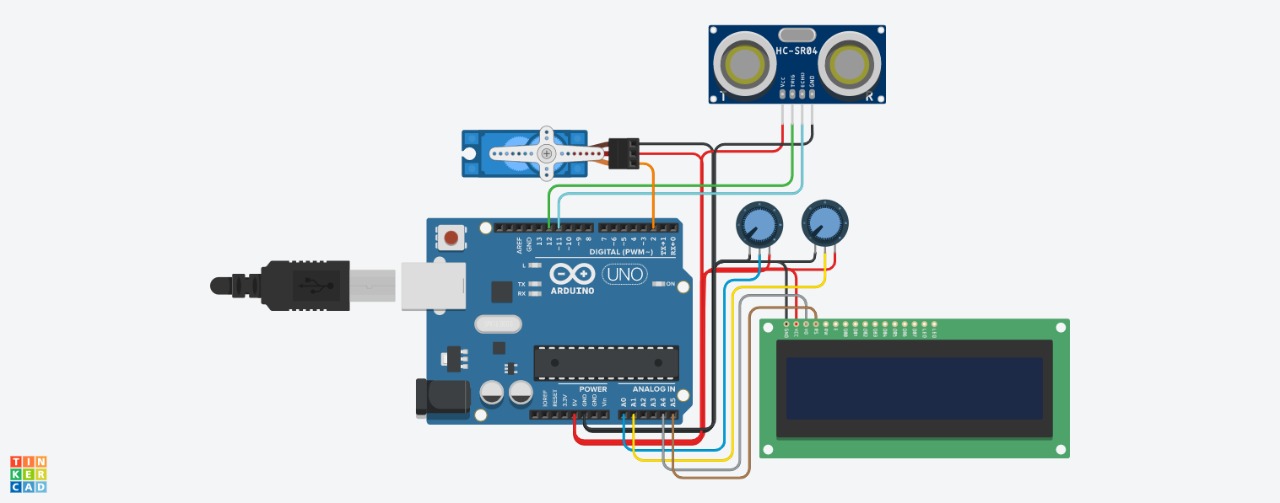 HC-SR04
VCC
TRIG
ECHO
GND
T
R
AREF
GND
13
12
~11
~10
~9
8
7
~6
~5
4
~3
2
TX→1
RX←0
DIGITAL (PWM~)
L
TX
RX
ARDUINO
UNO
ON
POWER
ANALOG IN
IOREF
RESET
3.3V
5V
GND
GND
Vin
A0
A1
A2
A3
A4
A5
GND
VCC
TIN
KER
CAD